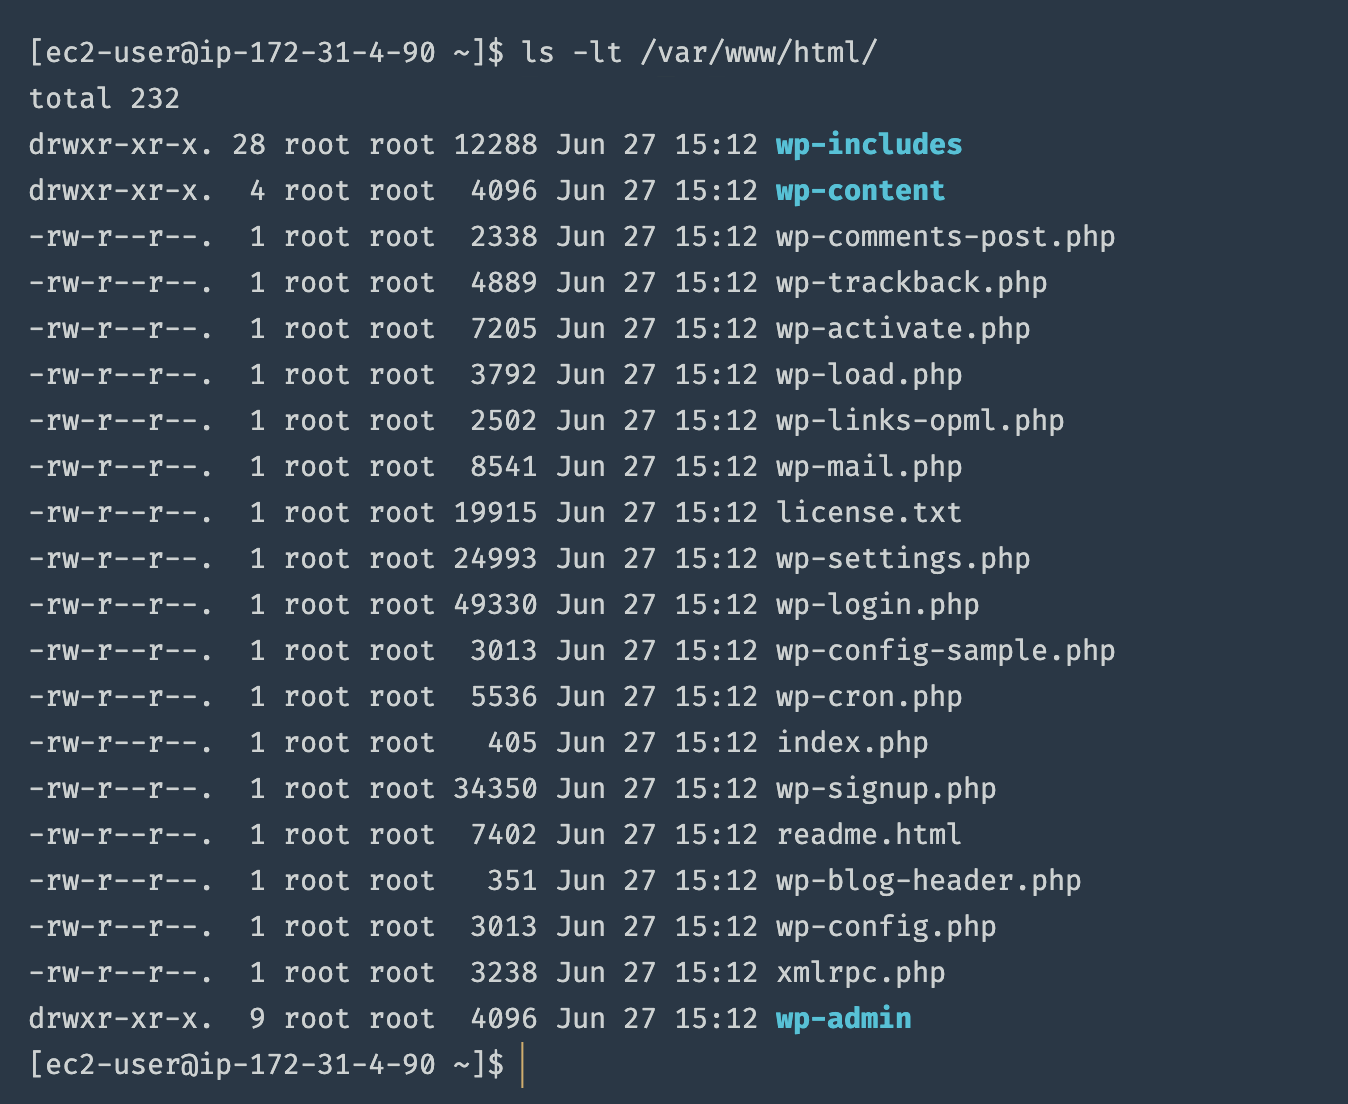 [ec2-user@ip-172-31-4-90 ~]$ ls -lt /var/www/html/
total 232
drwxr-xr-x. 28 root root 12288 Jun 27 15:12 wp-includes
drwxr-xr-x.  4 root root  4096 Jun 27 15:12 wp-content
-rw-r--r--.  1 root root  2338 Jun 27 15:12 wp-comments-post.php
-rw-r--r--.  1 root root  4889 Jun 27 15:12 wp-trackback.php
-rw-r--r--.  1 root root  7205 Jun 27 15:12 wp-activate.php
-rw-r--r--.  1 root root  3792 Jun 27 15:12 wp-load.php
-rw-r--r--.  1 root root  2502 Jun 27 15:12 wp-links-opml.php
-rw-r--r--.  1 root root  8541 Jun 27 15:12 wp-mail.php
-rw-r--r--.  1 root root 19915 Jun 27 15:12 license.txt
-rw-r--r--.  1 root root 24993 Jun 27 15:12 wp-settings.php
-rw-r--r--.  1 root root 49330 Jun 27 15:12 wp-login.php
-rw-r--r--.  1 root root  3013 Jun 27 15:12 wp-config-sample.php
-rw-r--r--.  1 root root  5536 Jun 27 15:12 wp-cron.php
-rw-r--r--.  1 root root   405 Jun 27 15:12 index.php
-rw-r--r--.  1 root root 34350 Jun 27 15:12 wp-signup.php
-rw-r--r--.  1 root root  7402 Jun 27 15:12 readme.html
-rw-r--r--.  1 root root   351 Jun 27 15:12 wp-blog-header.php
-rw-r--r--.  1 root root  3013 Jun 27 15:12 wp-config.php
-rw-r--r--.  1 root root  3238 Jun 27 15:12 xmlrpc.php
drwxr-xr-x.  9 root root  4096 Jun 27 15:12 wp-admin
[ec2-user@ip-172-31-4-90 ~]$